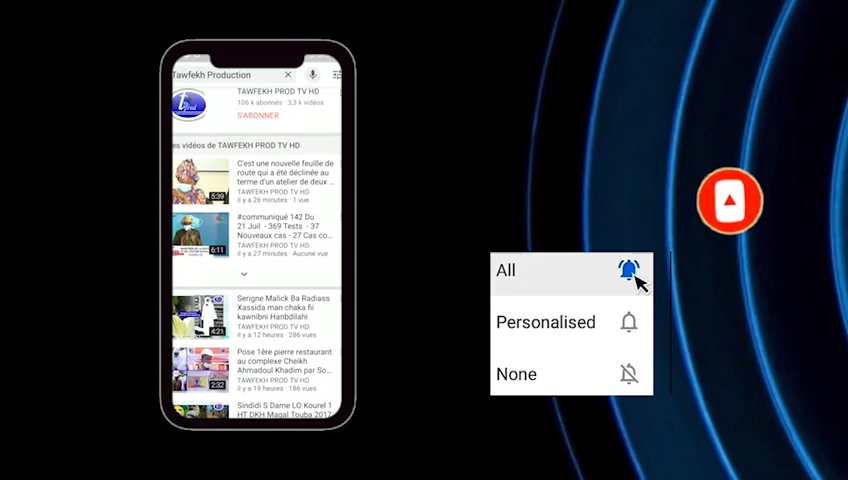 Tawfekh Production
TAWFEKH PROD TV HD
106 k abonnés · 3,3 k vidéos
S'ABONNER
es vidéos de TAWFEKH PROD TV HD
C'est une nouvelle feuille de
route qui a été déclinée au
terme d'un atelier de deux ...
TAWFEKH PROD TV HD
il y a 26 minutes · 1 vue
5:39
#communiqué 142 Du
21 Juil - 369 Tests - 37
Nouveaux cas - 27 Cas co...
TAWFEKH PROD TV HD
il y a 27 minutes · Aucune vue
6:11
Serigne Malick Ba Radiass
Xassida man chaka fii
kawnibni Hanbdilahi
TAWFEKH PROD TV HD
il y a 12 heures · 286 vues
4:21
Pose 1ère pierre restaurant
au complexe Cheikh
Ahmadoul Khadim par So...
TAWFEKH PROD TV HD
il y a 19 heures · 186 vues
2:32
Sindidi S Dame LO Kourel 1
HT DKH Magal Touba 2017
All
Personalised
None